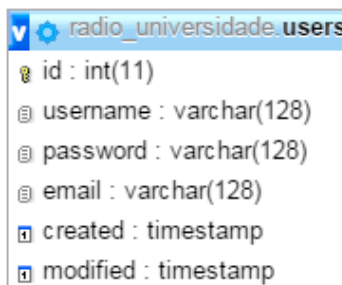 v radio_universidade.users
id : int(11)
username : varchar(128)
password : varchar(128)
email : varchar(128)
created : timestamp
modified : timestamp